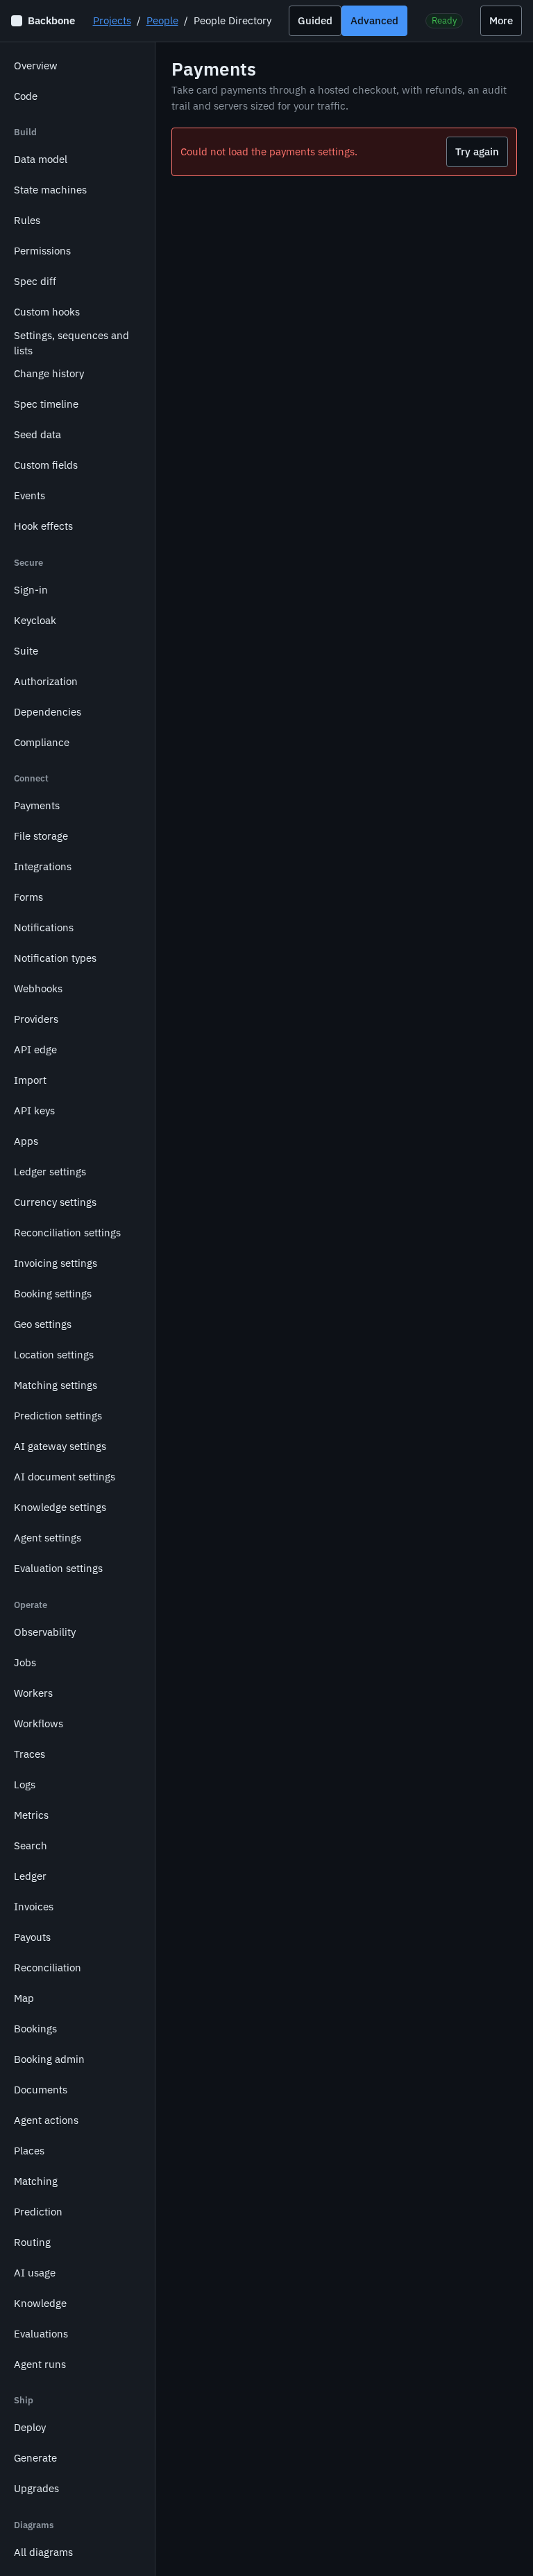 Backbone
Projects / People / People Directory
Guided
Advanced
Ready
More
Overview
Code
Build
Data model
State machines
Rules
Permissions
Spec diff
Custom hooks
Settings, sequences and
lists
Change history
Spec timeline
Seed data
Custom fields
Events
Hook effects
Secure
Sign-in
Keycloak
Suite
Authorization
Dependencies
Compliance
Connect
Payments
File storage
Integrations
Forms
Notifications
Notification types
Webhooks
Providers
API edge
Import
API keys
Apps
Ledger settings
Currency settings
Reconciliation settings
Invoicing settings
Booking settings
Geo settings
Location settings
Matching settings
Prediction settings
AI gateway settings
AI document settings
Knowledge settings
Agent settings
Evaluation settings
Operate
Observability
Jobs
Workers
Workflows
Traces
Logs
Metrics
Search
Ledger
Invoices
Payouts
Reconciliation
Map
Bookings
Booking admin
Documents
Agent actions
Places
Matching
Prediction
Routing
AI usage
Knowledge
Evaluations
Agent runs
Ship
Deploy
Generate
Upgrades
Diagrams
All diagrams
Payments
Take card payments through a hosted checkout, with refunds, an audit
trail and servers sized for your traffic.
Could not load the payments settings.
Try again